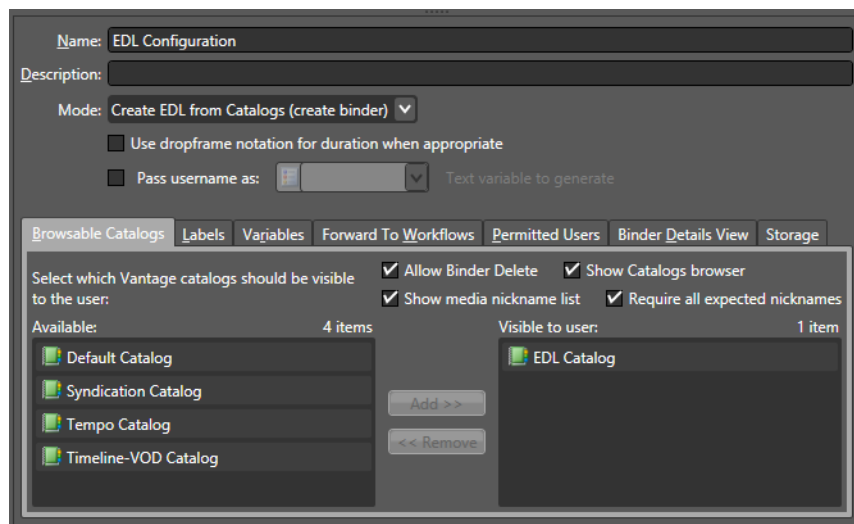 Name: EDL Configuration
Description:
Mode: Create EDL from Catalogs (create binder)
Use dropframe notation for duration when appropriate
Pass username as: Text variable to generate
Browsable Catalogs Labels Variables Forward To Workflows Permitted Users Binder Details View Storage
Select which Vantage catalogs should be visible
to the user:
Allow Binder Delete Show Catalogs browser
Show media nickname list Require all expected nicknames
Available: 4 items
Default Catalog
Syndication Catalog
Tempo Catalog
Timeline-VOD Catalog
Add >>
<< Remove
Visible to user: 1 item
EDL Catalog